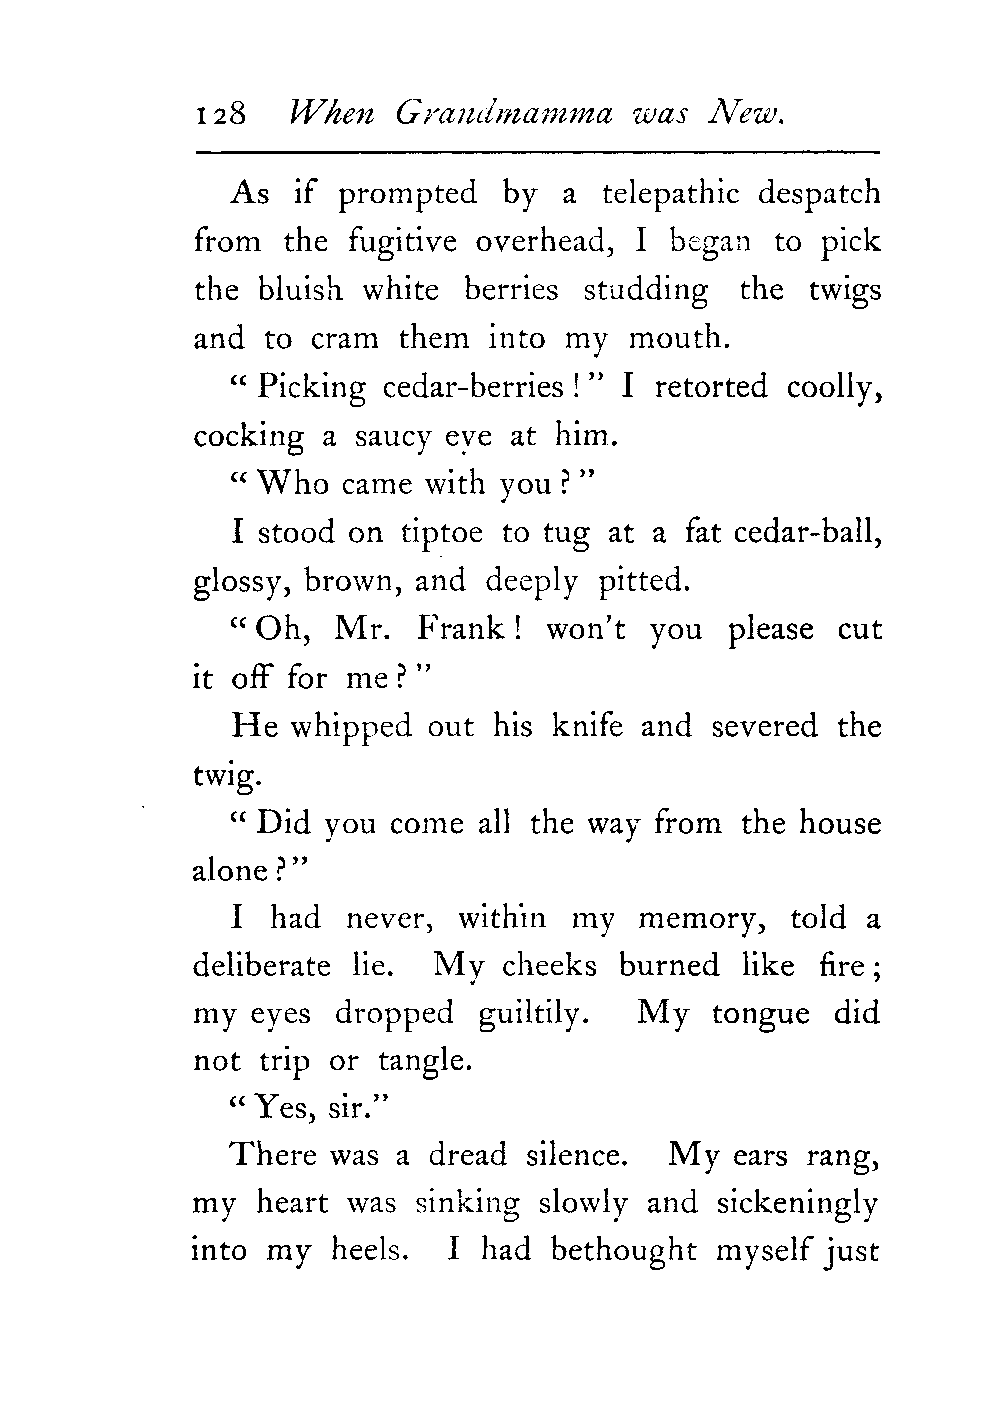 128 When Grandmamma was New.
As if prompted by a telepathic despatch
from the fugitive overhead, I began to pick
the bluish white berries studding the twigs
and to cram them into my mouth.
“ Picking cedar-berries ! ” I retorted coolly,
cocking a saucy eye at him.
“ Who came with you ? ”
I stood on tiptoe to tug at a fat cedar-ball,
glossy, brown, and deeply pitted.
“ Oh, Mr. Frank ! won’t you please cut
it off for me ? ”
He whipped out his knife and severed the
twig.
“ Did you come all the way from the house
alone ? ”
I had never, within my memory, told a
deliberate lie. My cheeks burned like fire ;
my eyes dropped guiltily. My tongue did
not trip or tangle.
“ Yes, sir.”
There was a dread silence. My ears rang,
my heart was sinking slowly and sickeningly
into my heels. I had bethought myself just